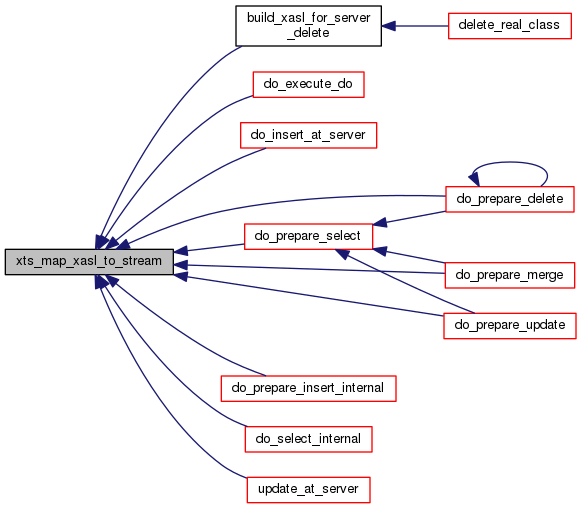 build_xasl_for_server
_delete
delete_real_class
do_execute_do
do_insert_at_server
do_prepare_delete
do_prepare_select
xts_map_xasl_to_stream
do_prepare_merge
do_prepare_update
do_prepare_insert_internal
do_select_internal
update_at_server